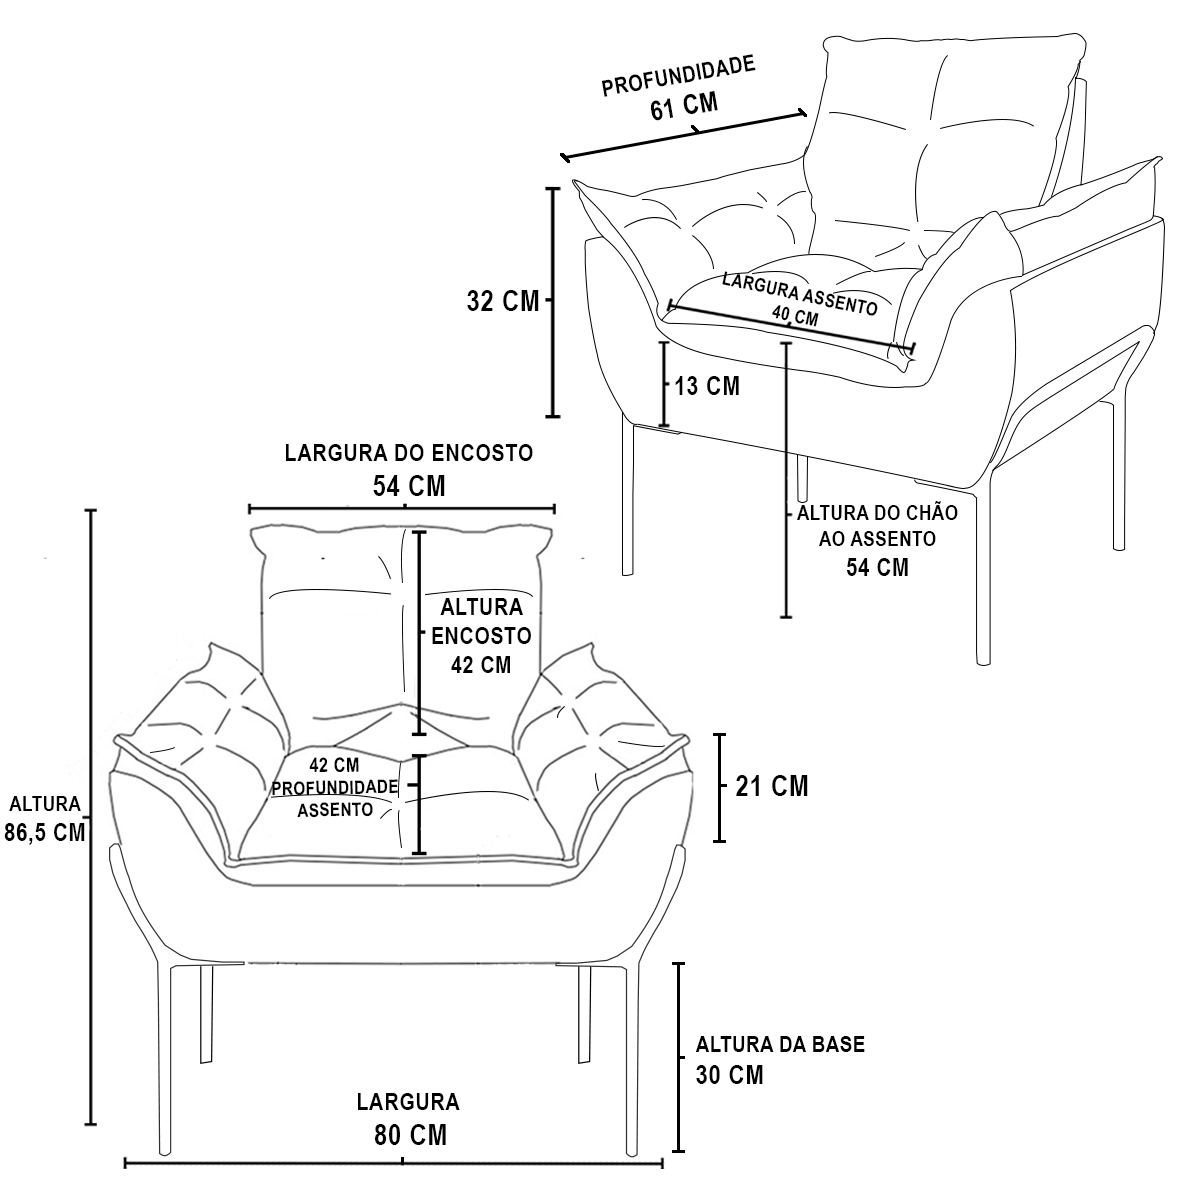 PROFUNDIDADE
61 CM
32 CM
LARGURA ASSENTO
40 CM
13 CM
ALTURA DO CHÃO
AO ASSENTO
54 CM
LARGURA DO ENCOSTO
54 CM
ALTURA
ENCOSTO
42 CM
42 CM
PROFUNDIDADE
ASSENTO
21 CM
ALTURA
86,5 CM
ALTURA DA BASE
30 CM
LARGURA
80 CM